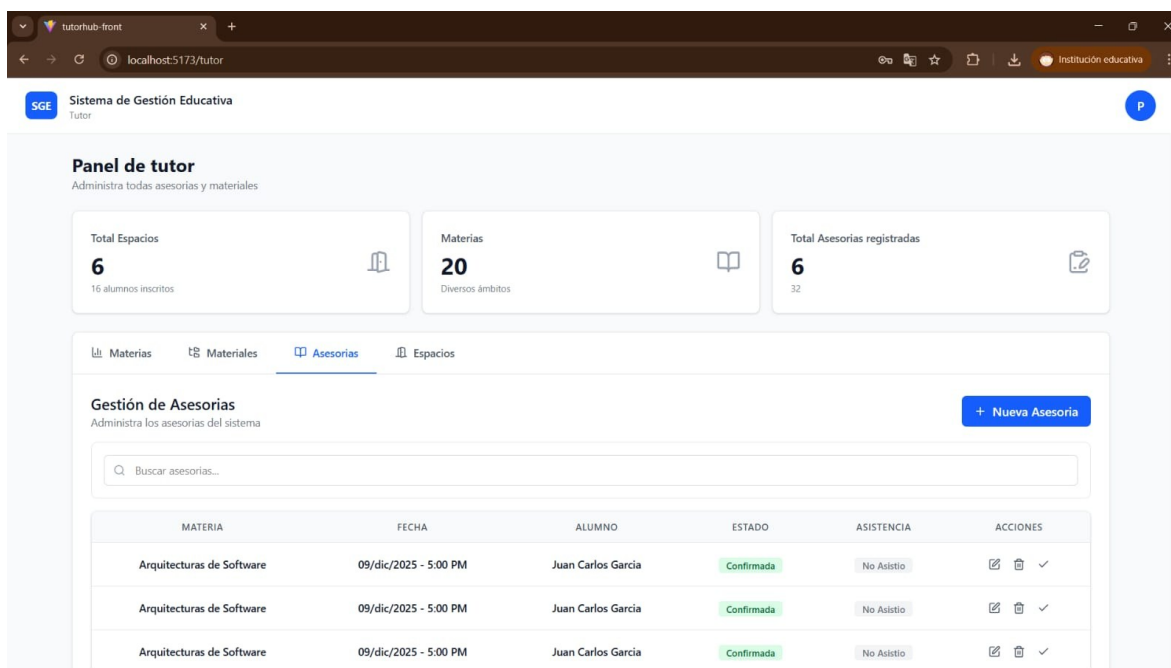 tutorhub-front
localhost:5173/tutor
Institución educativa
SGE
Sistema de Gestión Educativa
Tutor
P
Panel de tutor
Administra todas asesorias y materiales
Total Espacios
6
16 alumnos inscritos
Materias
20
Diversos ámbitos
Total Asesorias registradas
6
32
Materias Materiales Asesorias Espacios
Gestión de Asesorias
Administra los asesorias del sistema
+ Nueva Asesoria
Buscar asesorias...
MATERIA FECHA ALUMNO ESTADO ASISTENCIA ACCIONES
Arquitecturas de Software 09/dic/2025 - 5:00 PM Juan Carlos Garcia Confirmada No Asistio
Arquitecturas de Software 09/dic/2025 - 5:00 PM Juan Carlos Garcia Confirmada No Asistio
Arquitecturas de Software 09/dic/2025 - 5:00 PM Juan Carlos Garcia Confirmada No Asistio